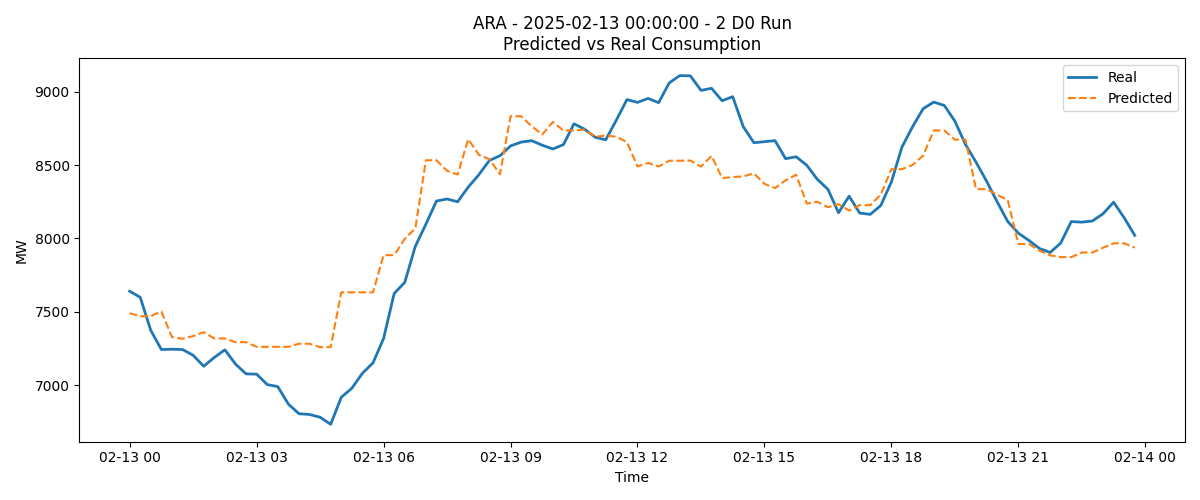 ARA - 2025-02-13 00:00:00 - 2 D0 Run
Predicted vs Real Consumption
Real
Predicted
MW
9000
8500
8000
7500
7000
02-13 00
02-13 03
02-13 06
02-13 09
02-13 12
02-13 15
02-13 18
02-13 21
02-14 00
Time